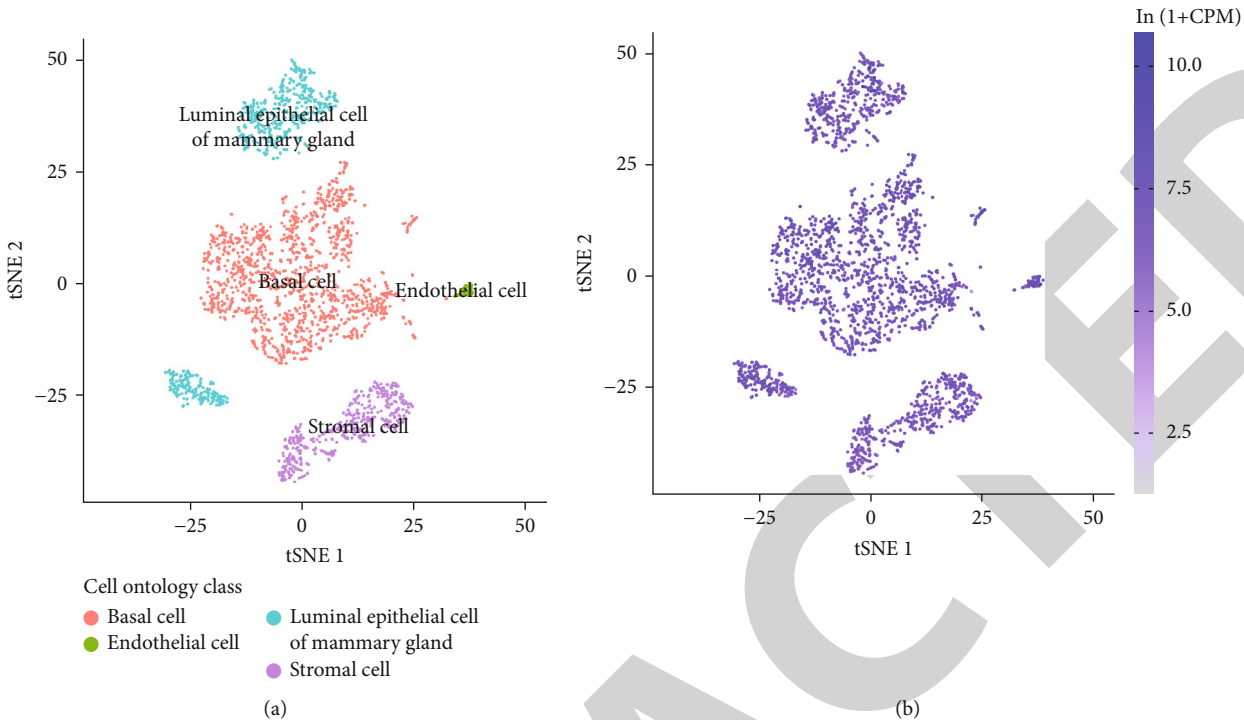 ln (1+CPM)
50
25
0
−25
tSNE 2
Luminal epithelial cell
of mammary gland
Basal cell
Endothelial cell
Stromal cell
−25
0
25
50
tSNE 1
Cell ontology class
Basal cell
Endothelial cell
Luminal epithelial cell
of mammary gland
Stromal cell
(a)
50
25
0
−25
tSNE 2
−25
0
25
50
tSNE 1
10.0
7.5
5.0
2.5
(b)